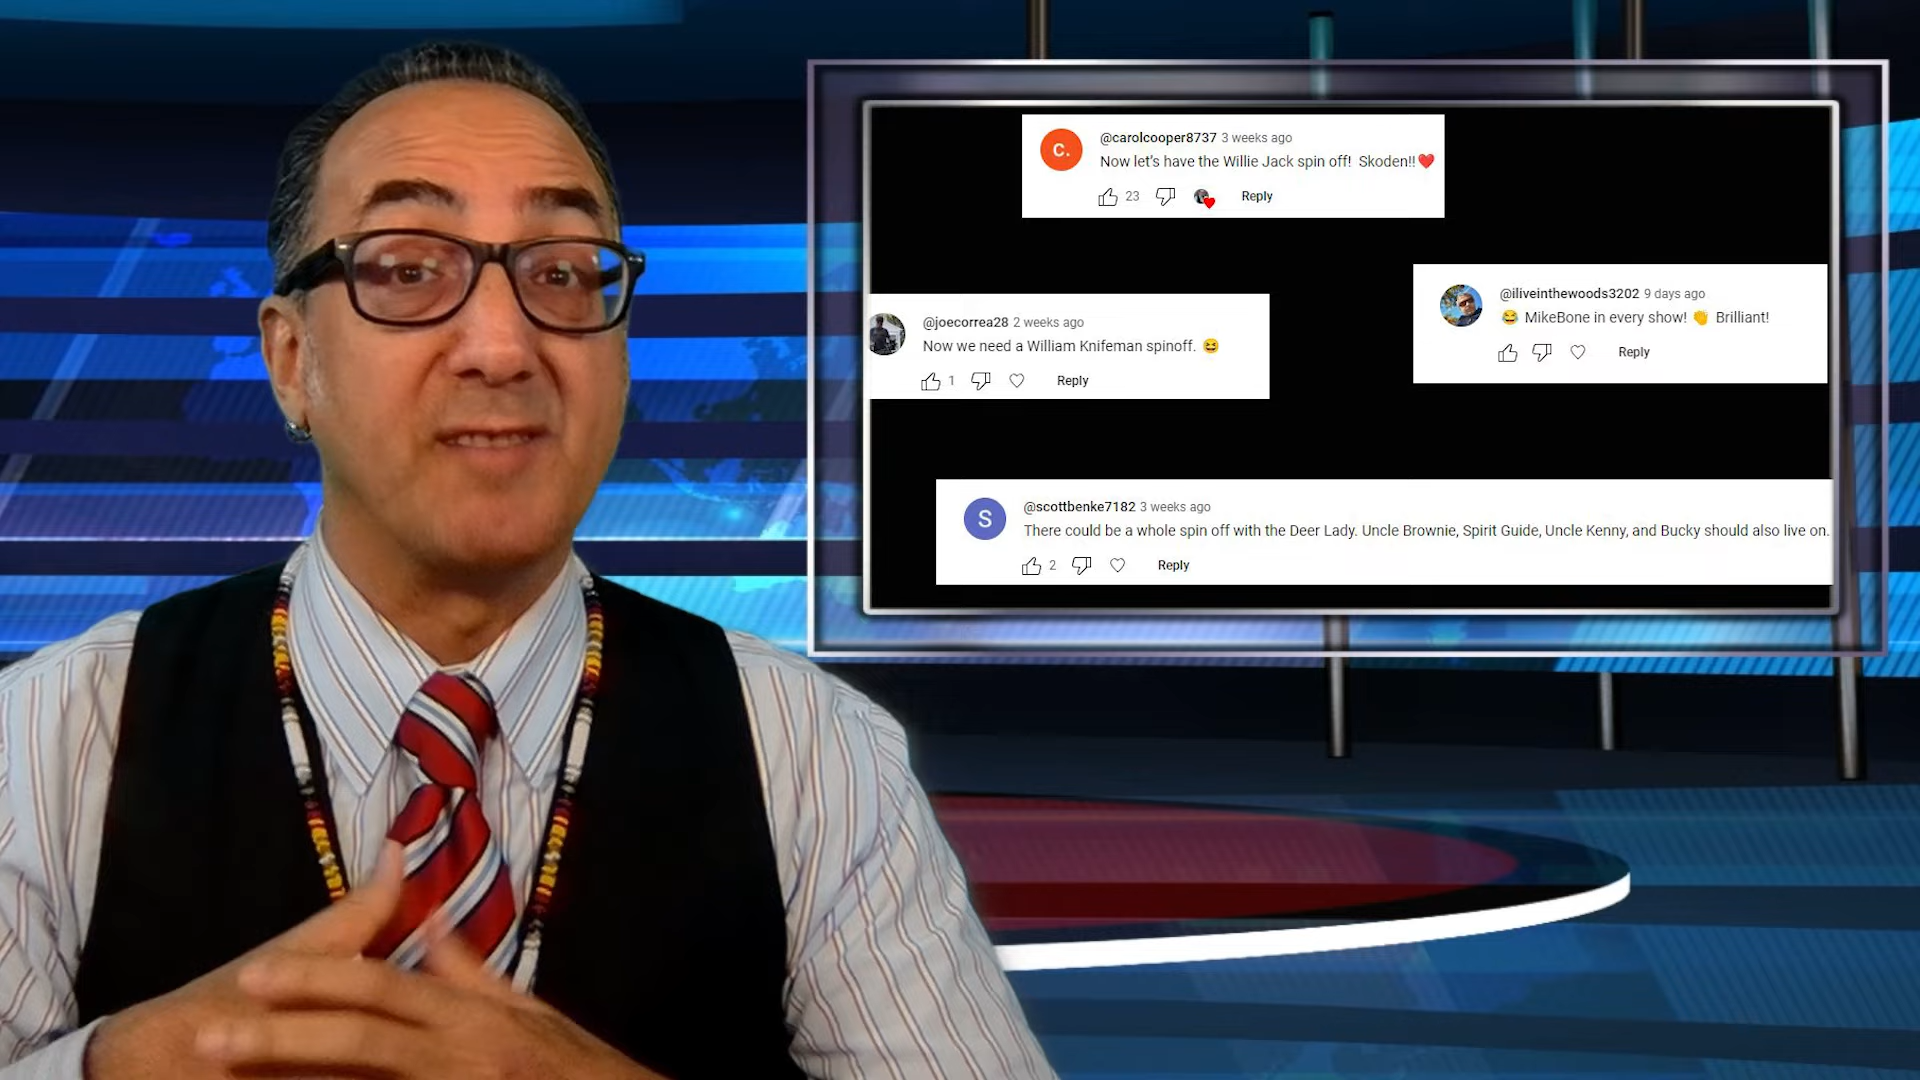 C.
@carolcooper8737 3 weeks ago
Now let's have the Willie Jack spin off! Skoden!!❤️
23 Reply
@iliveinthewoods3202 9 days ago
😂 MikeBone in every show! 👏 Brilliant!
Reply
@joecorrea28 2 weeks ago
Now we need a William Knifeman spinoff. 😆
1 Reply
S
@scottbenke7182 3 weeks ago
There could be a whole spin off with the Deer Lady. Uncle Brownie, Spirit Guide, Uncle Kenny, and Bucky should also live on.
2 Reply